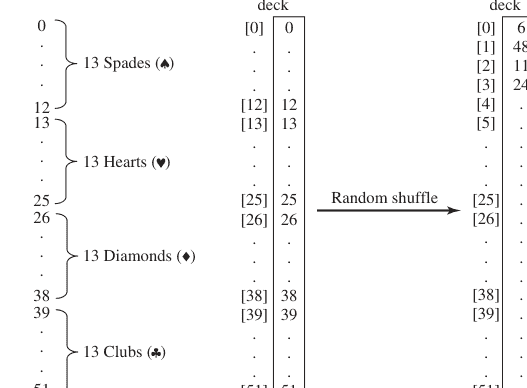 deck deck
0 [0] 0 [0] 6
. . . [1] 48
. 13 Spades (♠) . . [2] 11
. . . [3] 24
12 [12] 12 [4] .
13 [13] 13 [5] .
. . . . .
. 13 Hearts (♥) . . . .
. . . . .
25 [25] 25 Random shuffle [25] .
26 [26] 26 [26] .
. . . . .
. 13 Diamonds (♦) . . . .
. . . . .
38 [38] 38 [38] .
39 [39] 39 [39] .
. . . . .
. 13 Clubs (♣) . . . .
. . . . .
51 [51] 51